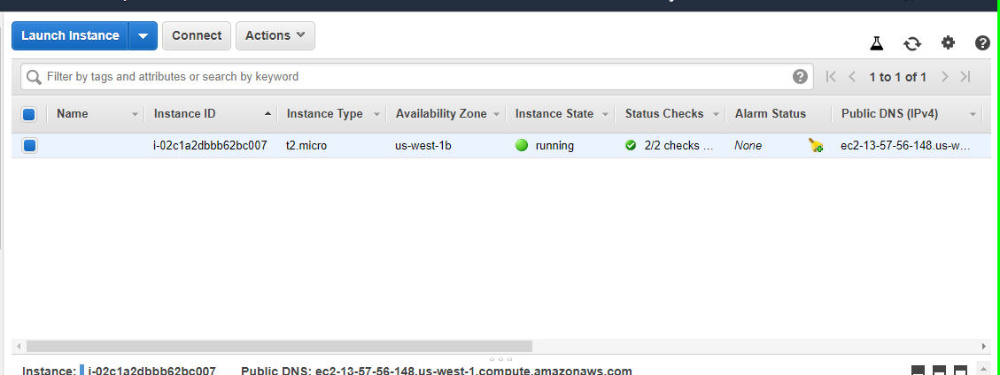 Launch Instance Connect Actions
Filter by tags and attributes or search by keyword ? 1 to 1 of 1 ?
Name Instance ID Instance Type Availability Zone Instance State Status Checks Alarm Status Public DNS (IPv4)
i-02c1a2dbbb62bc007 t2.micro us-west-1b running 2/2 checks ... None ec2-13-57-56-148.us-w...
Instance: i-02c1a2dbbb62bc007 Public DNS: ec2-13-57-56-148.us-west-1.compute.amazonaws.com